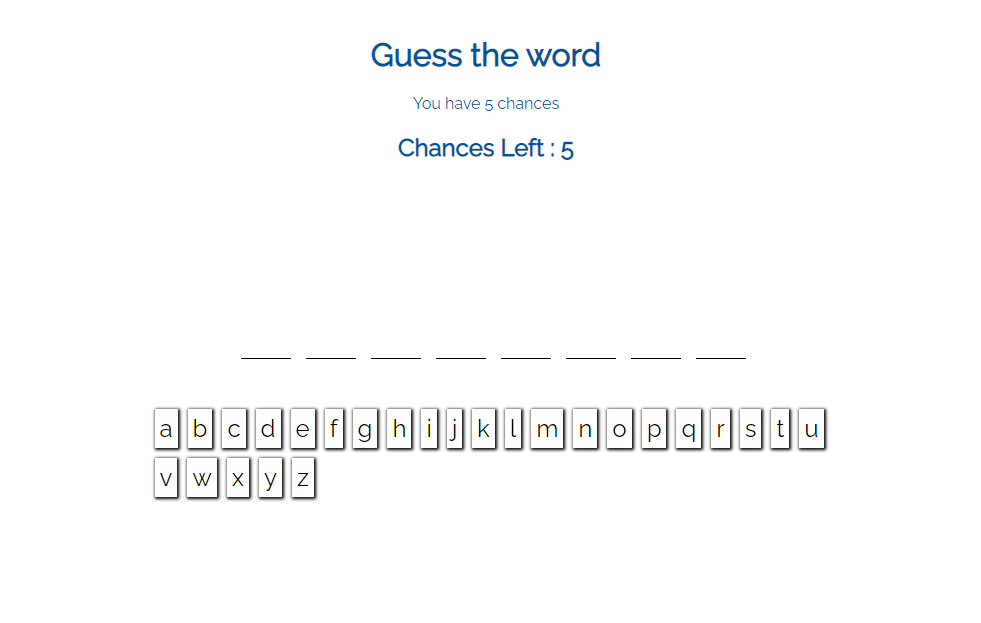 Guess the word
You have 5 chances
Chances Left : 5
a b c d e f g h i j k l m n o p q r s t u
v w x y z